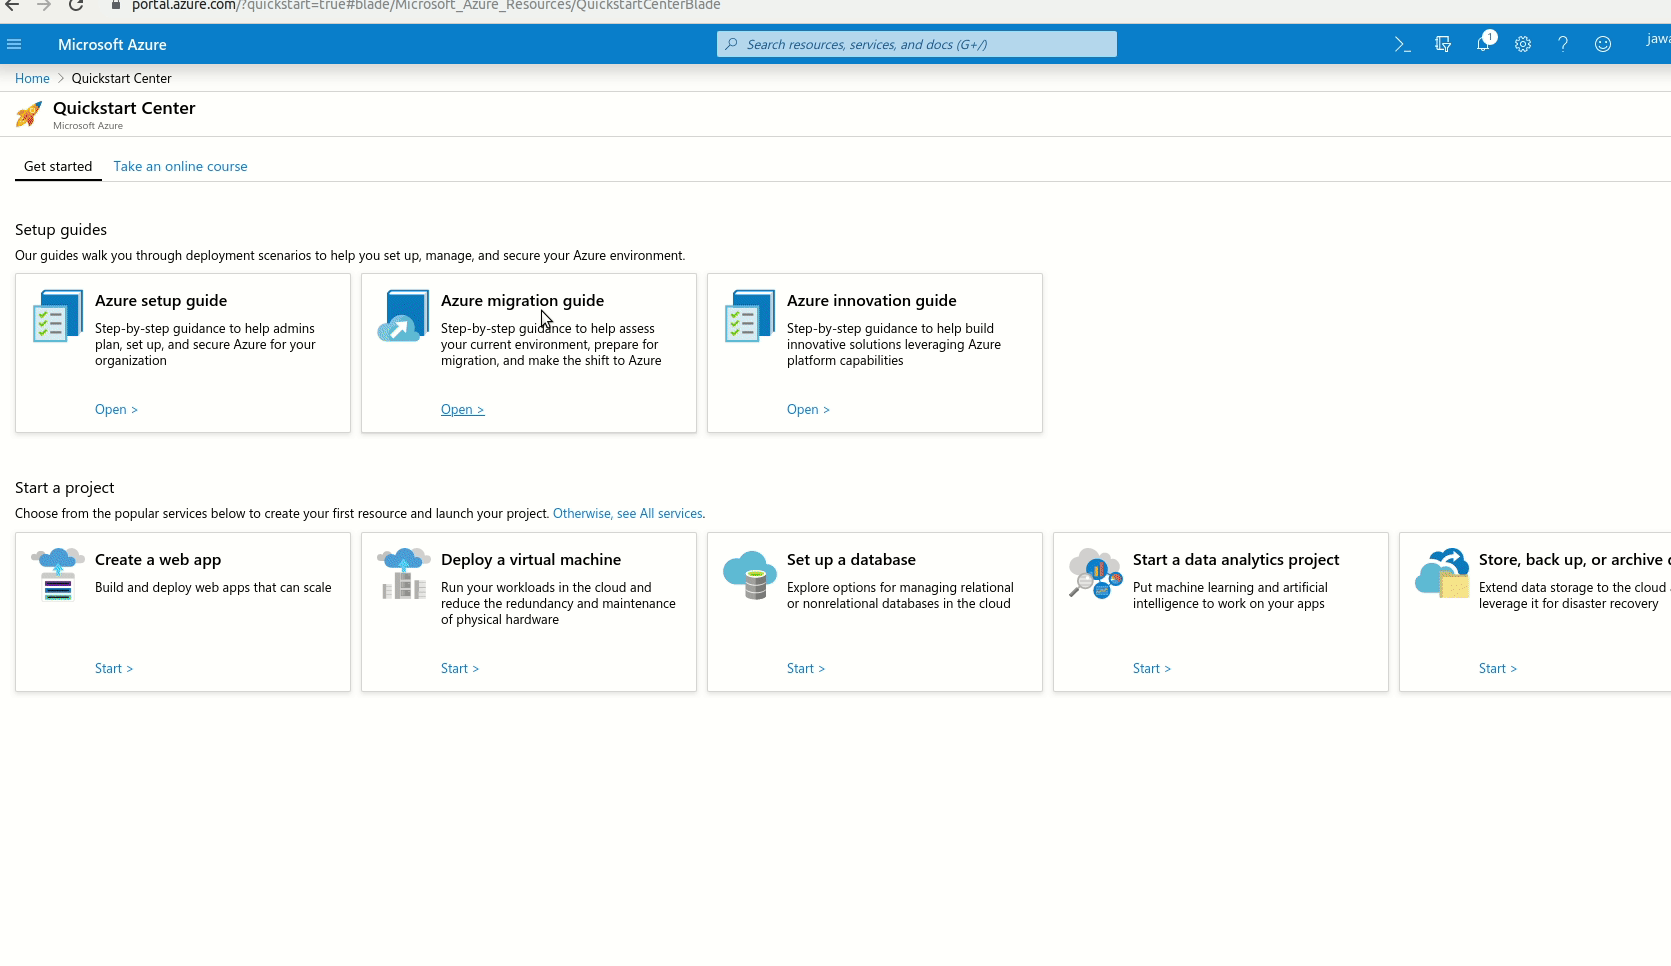 portal.azure.com/?quickstart=true#blade/Microsoft_Azure_Resources/QuickstartCenterBlade
Microsoft Azure
Search resources, services, and docs (G+/)
1
jawa
Home > Quickstart Center
Quickstart Center
Microsoft Azure
Get started
Take an online course
Setup guides
Our guides walk you through deployment scenarios to help you set up, manage, and secure your Azure environment.
Azure setup guide
Step-by-step guidance to help admins
plan, set up, and secure Azure for your
organization
Open >
Azure migration guide
Step-by-step guidance to help assess
your current environment, prepare for
migration, and make the shift to Azure
Open >
Azure innovation guide
Step-by-step guidance to help build
innovative solutions leveraging Azure
platform capabilities
Open >
Start a project
Choose from the popular services below to create your first resource and launch your project. Otherwise, see All services.
Create a web app
Build and deploy web apps that can scale
Start >
Deploy a virtual machine
Run your workloads in the cloud and
reduce the redundancy and maintenance
of physical hardware
Start >
Set up a database
Explore options for managing relational
or nonrelational databases in the cloud
Start >
Start a data analytics project
Put machine learning and artificial
intelligence to work on your apps
Start >
Store, back up, or archive
Extend data storage to the cloud
leverage it for disaster recovery
Start >